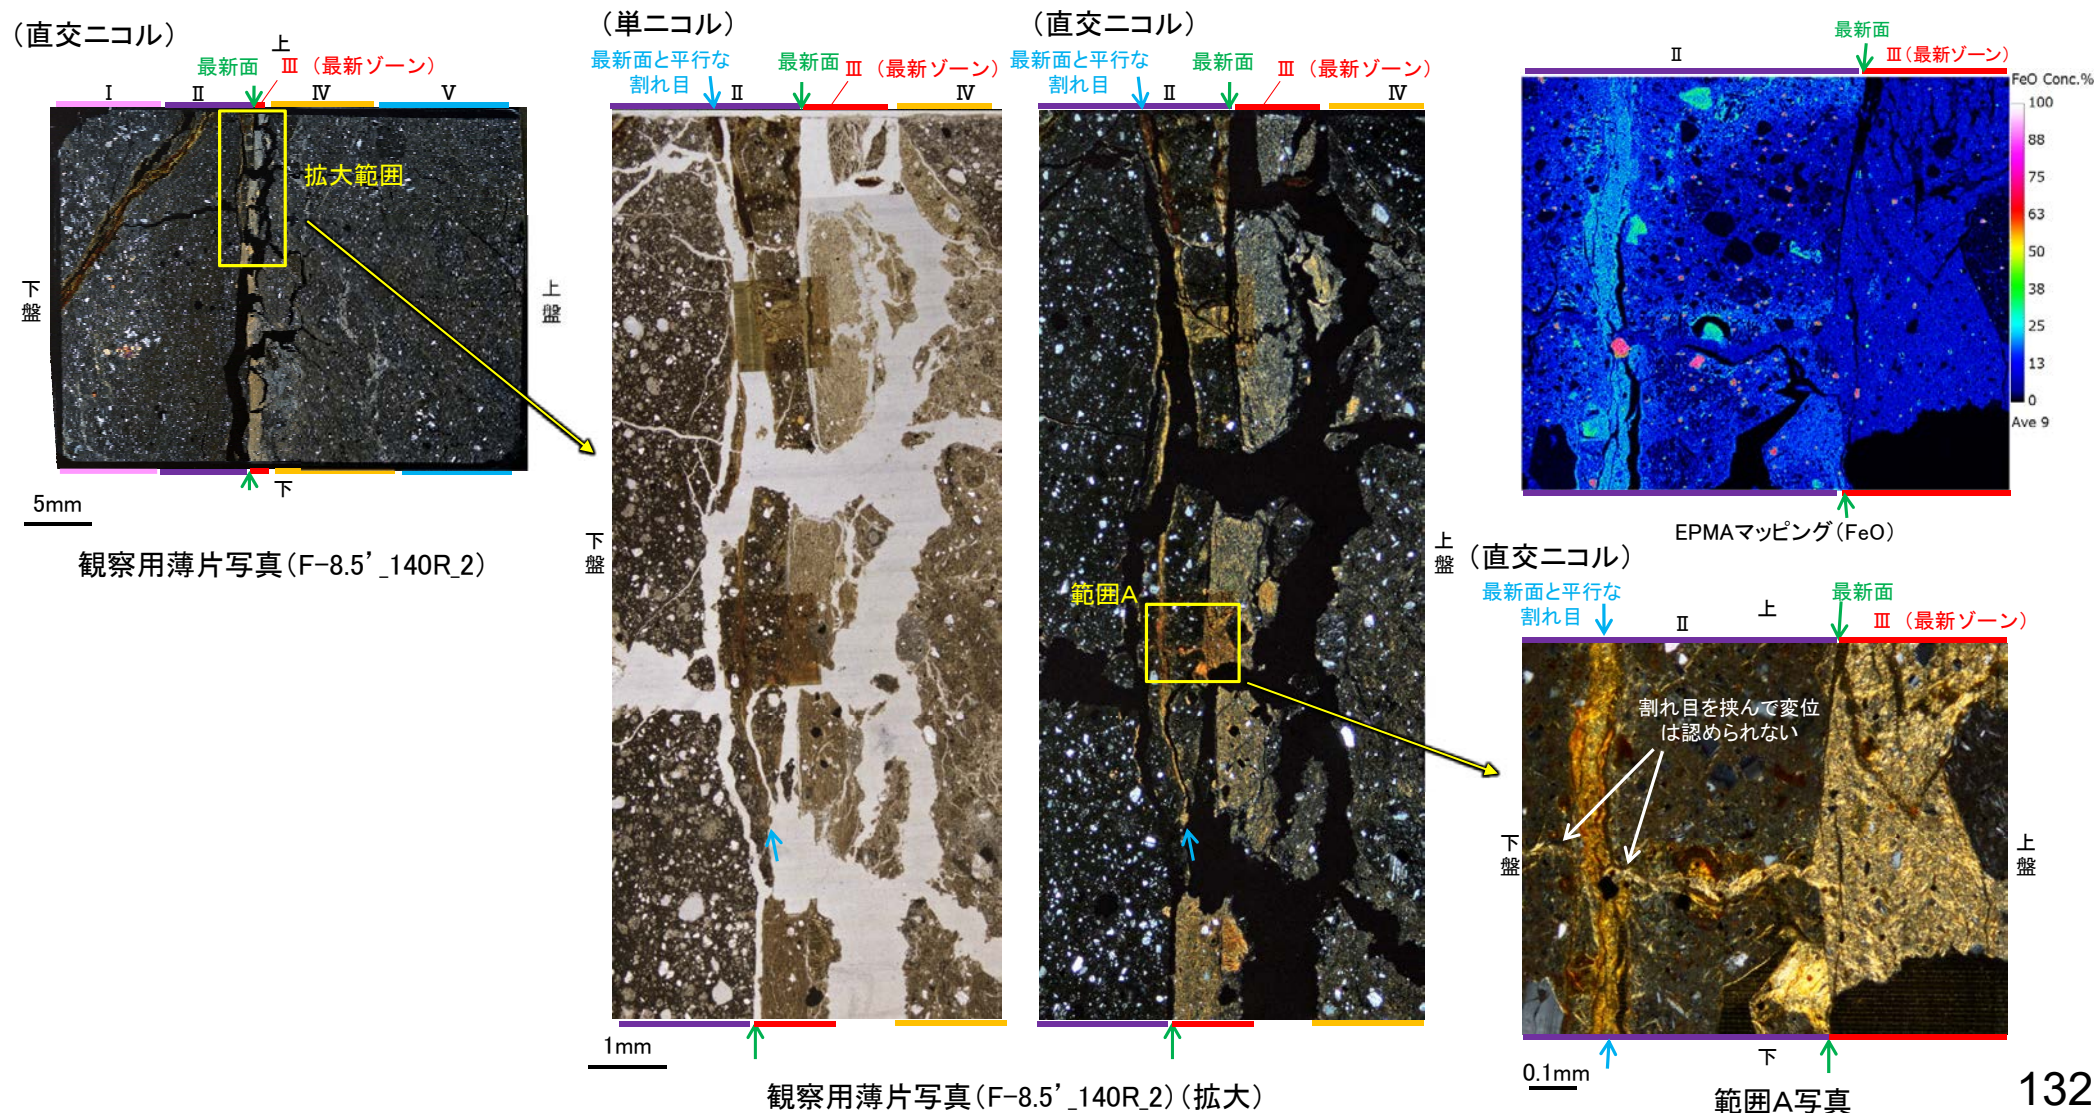 (直交ニコル)
上
最新面
Ⅲ (最新ゾーン)
Ⅰ
Ⅱ
Ⅳ
Ⅴ
拡大範囲
下盤
上盤
下
5mm
観察用薄片写真(F-8.5’_140R_2)
(単ニコル)
最新面と平行な
割れ目
最新面
Ⅲ (最新ゾーン)
Ⅱ
Ⅳ
下盤
1mm
(直交ニコル)
最新面と平行な
割れ目
最新面
Ⅲ (最新ゾーン)
Ⅱ
Ⅳ
範囲A
上盤
観察用薄片写真(F-8.5’_140R_2)(拡大)
最新面
Ⅱ
Ⅲ(最新ゾーン)
FeO Conc.%
100
88
75
63
50
38
25
13
0
Ave 9
EPMAマッピング(FeO)
(直交ニコル)
最新面と平行な
割れ目
上
最新面
Ⅱ
Ⅲ (最新ゾーン)
割れ目を挟んで変位
は認められない
下盤
上盤
下
0.1mm
範囲A写真
132